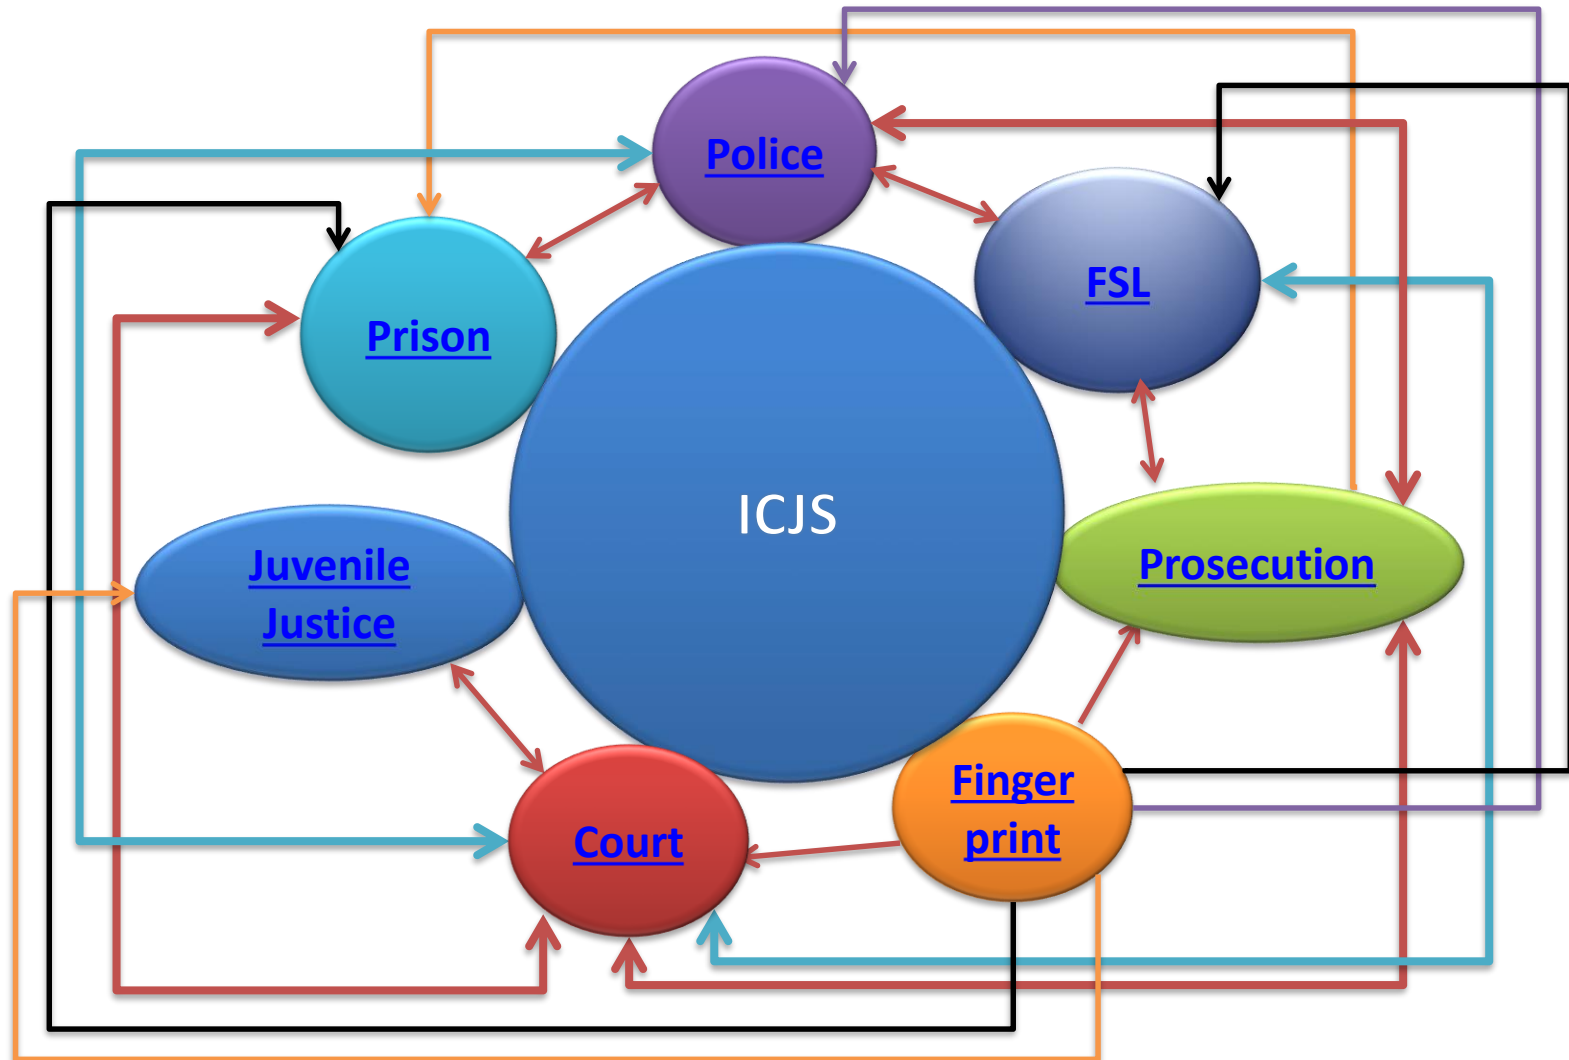 Police
FSL
Prison
ICJS
Juvenile
Justice
Prosecution
Finger
print
Court